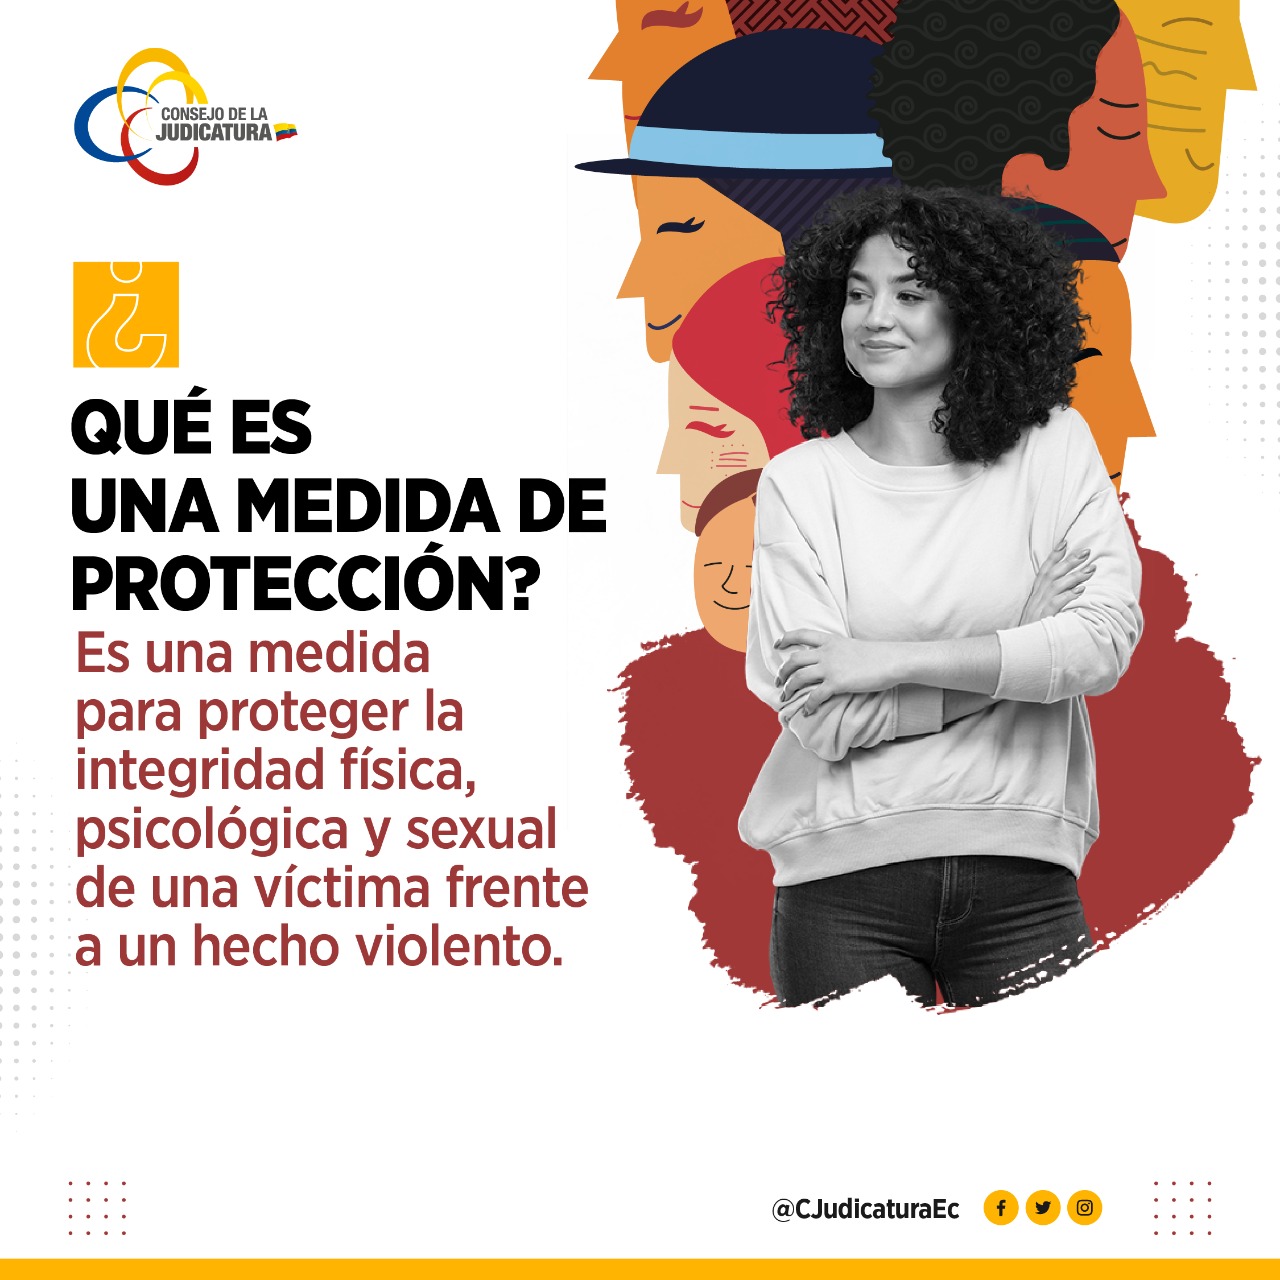 CONSEJO DE LA
JUDICATURA
¿
QUÉ ES
UNA MEDIDA DE
PROTECCIÓN?
Es una medida
para proteger la
integridad física,
psicológica y sexual
de una víctima frente
a un hecho violento.
@CJudicaturaEc